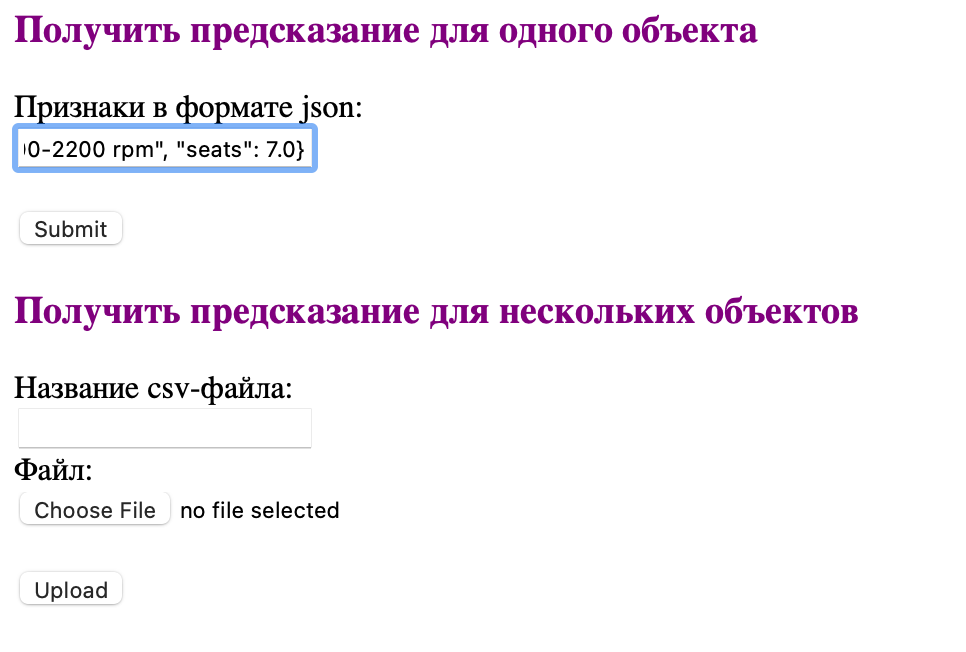 Получить предсказание для одного объекта
Признаки в формате json:
0-2200 rpm", "seats": 7.0}
Submit
Получить предсказание для нескольких объектов
Название csv-файла:
Файл:
Choose File no file selected
Upload